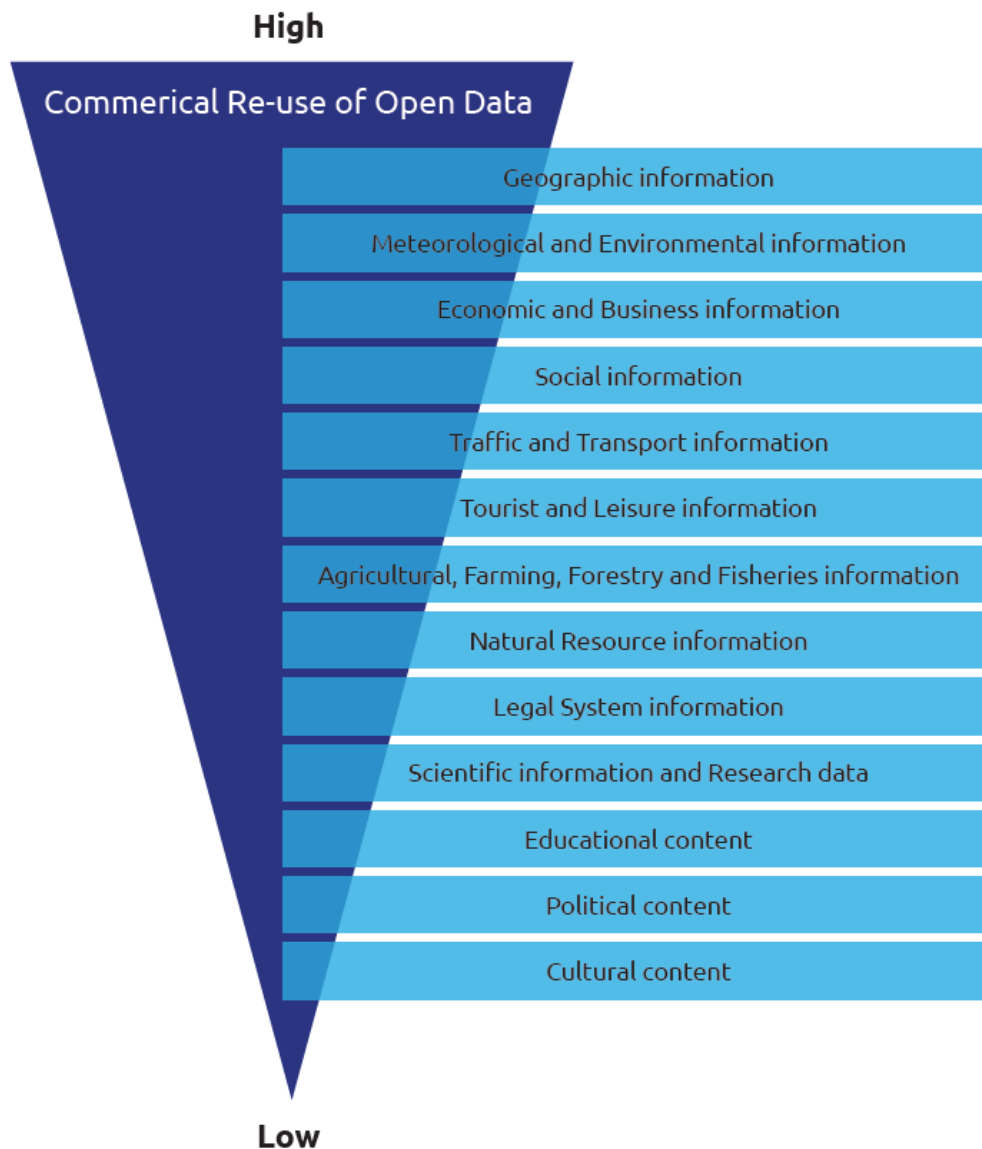 High
Commerical Re-use of Open Data
Geographic information
Meteorological and Environmental information
Economic and Business information
Social information
Traffic and Transport information
Tourist and Leisure information
Agricultural, Farming, Forestry and Fisheries information
Natural Resource information
Legal System information
Scientific information and Research data
Educational content
Political content
Cultural content
Low